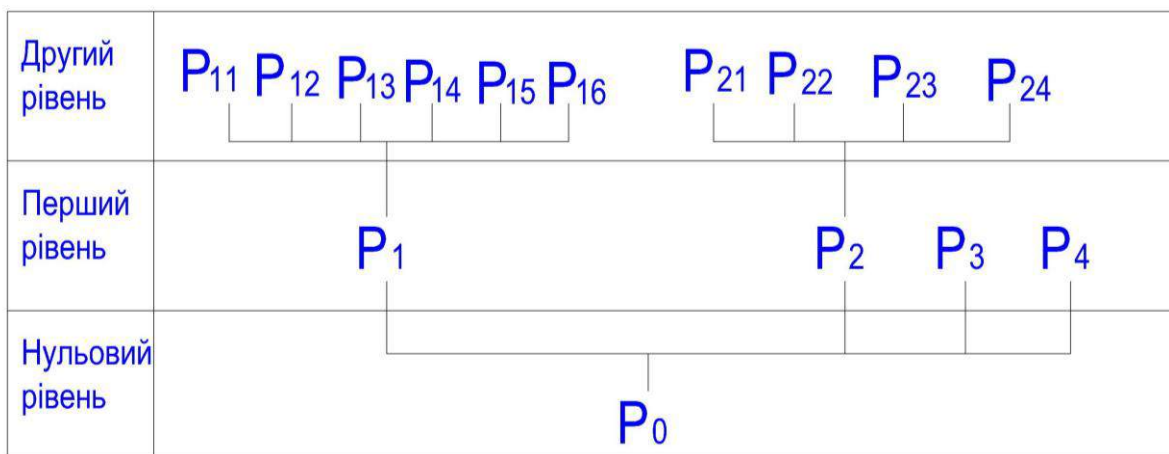 Другий
рівень
P11 P12 P13 P14 P15 P16 P21 P22 P23 P24
Перший
рівень
P1 P2 P3 P4
Нульовий
рівень
P0